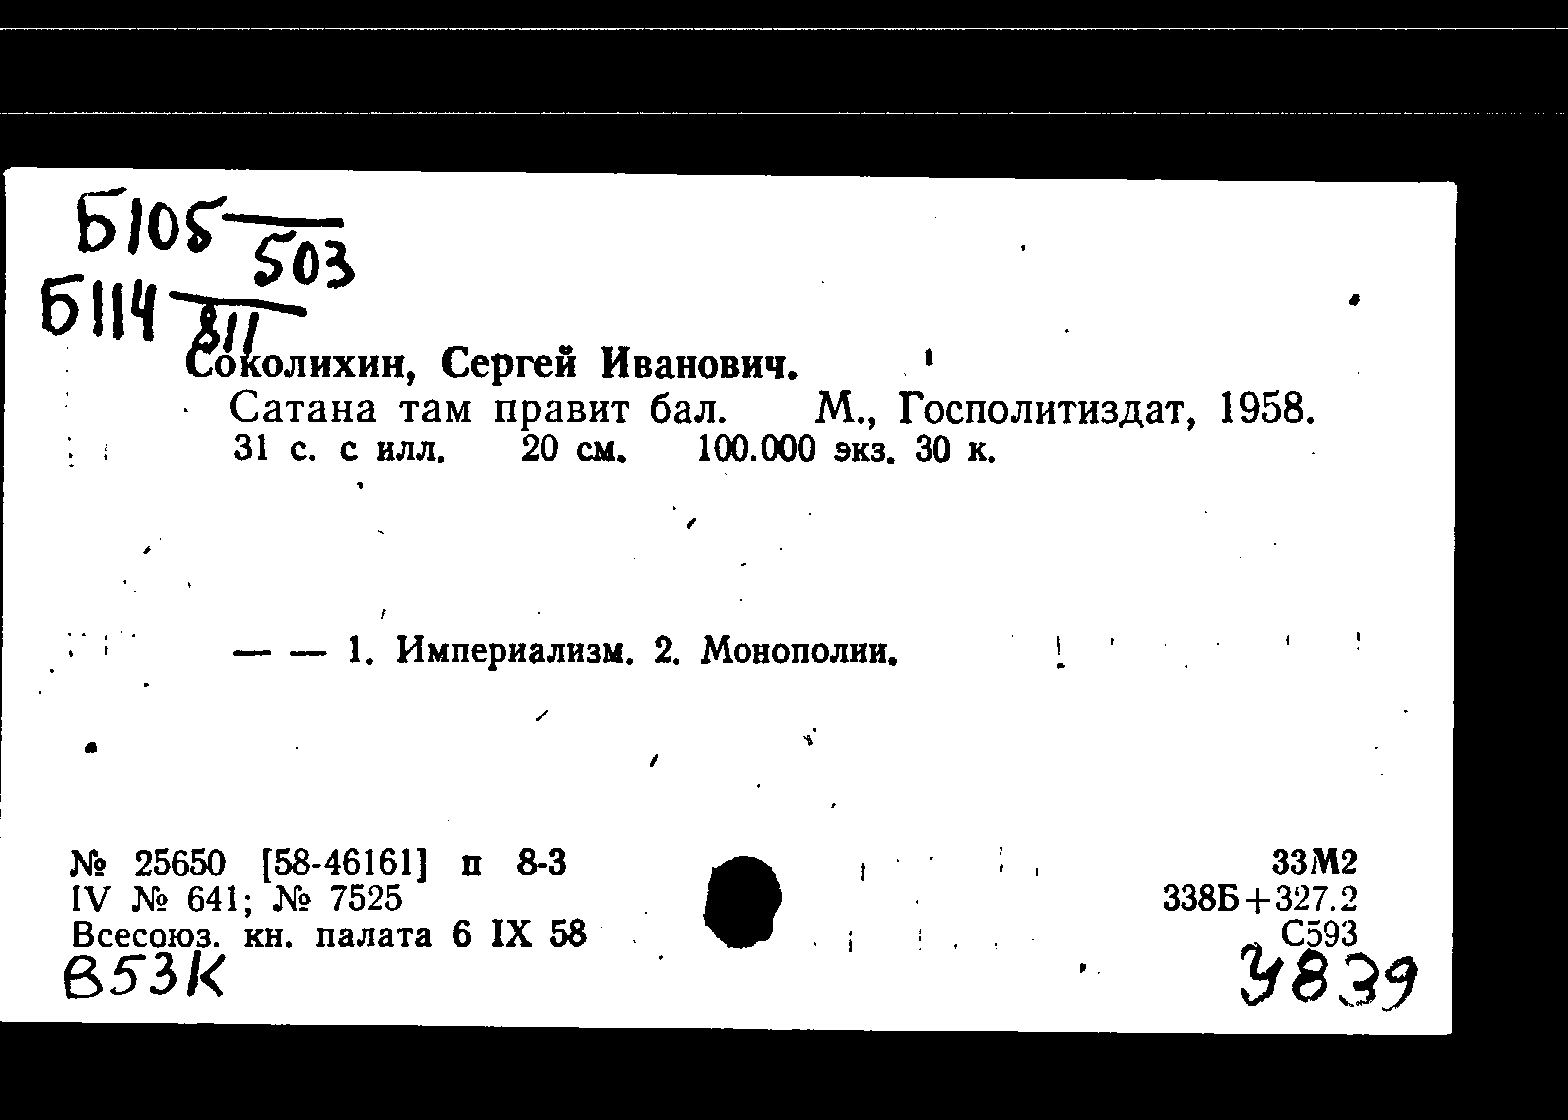 Б105
503
Б114
811
Соколихин, Сергей Иванович.
Сатана там правит бал. М., Госполитиздат, 1958.
31 с. с илл. 20 см. 100.000 экз. 30 к.
— — 1. Империализм. 2. Монополии.
№ 25650 [58-46161] п 8-3 33М2
IV № 641; № 7525 338Б+327.2
Всесоюз. кн. палата 6 IX 58 С593
В53К У839